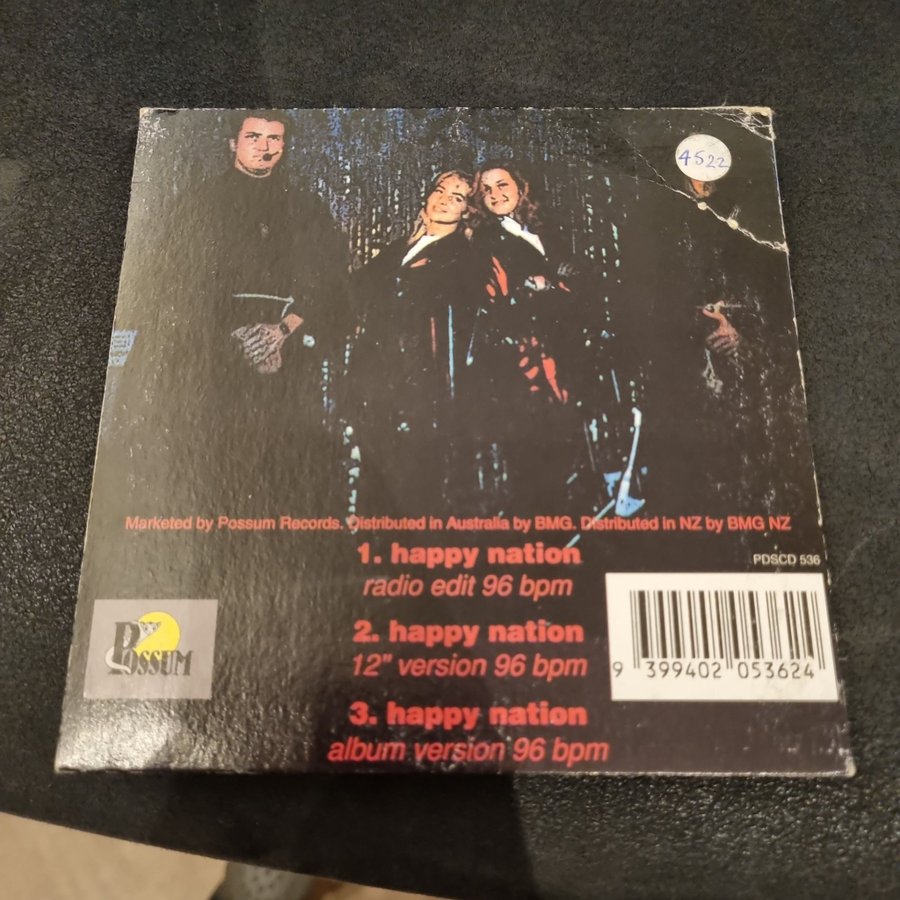 4522
Marketed by Possum Records. Distributed in Australia by BMG. Distributed in NZ by BMG NZ
1. happy nation
radio edit 96 bpm
PDSCD 536
2. happy nation
12" version 96 bpm
POSSUM
9 399402 053624
3. happy nation
album version 96 bpm